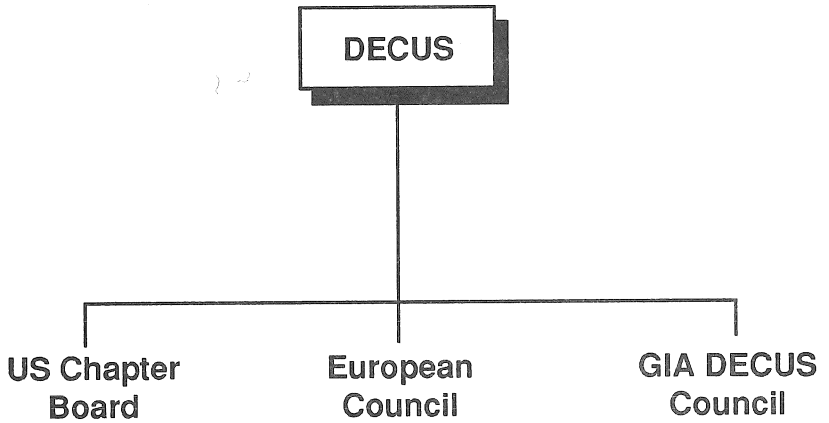 DECUS
US Chapter
Board
European
Council
GIA DECUS
Council